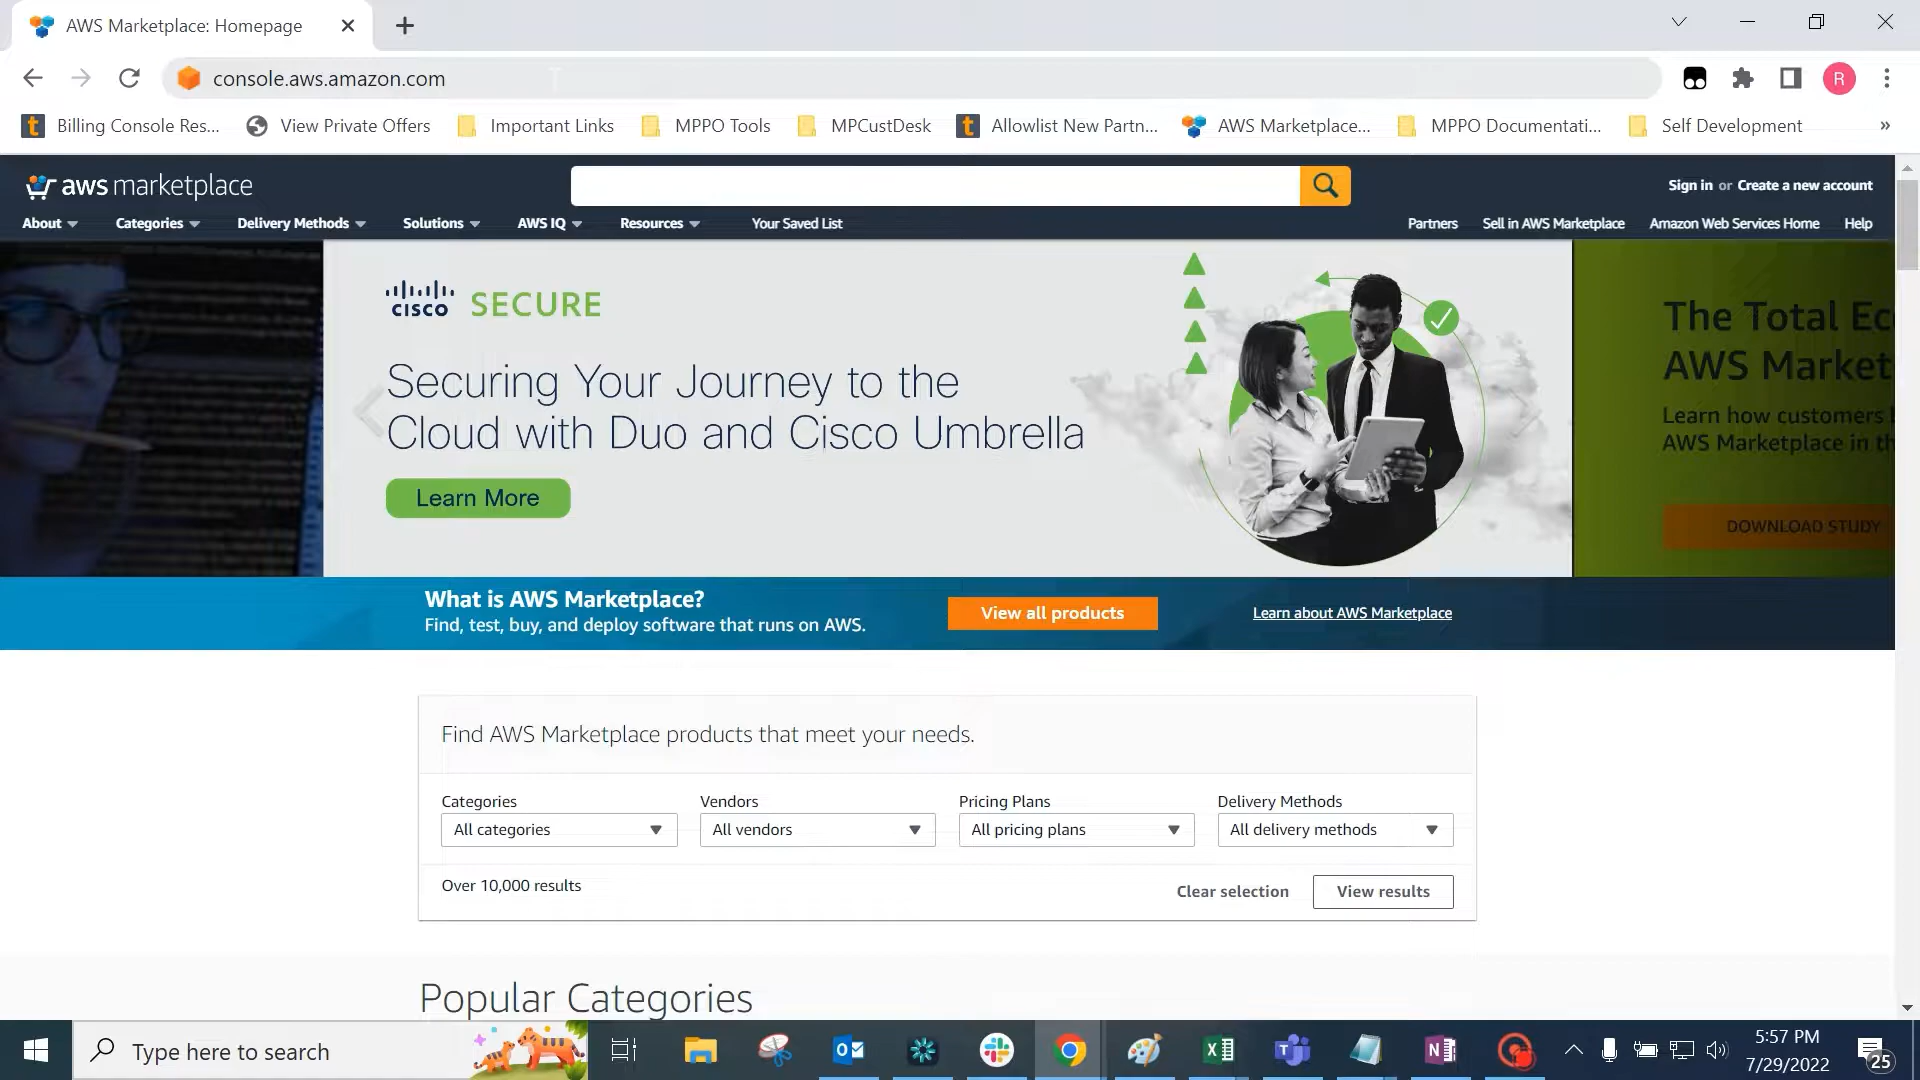 AWS Marketplace: Homepage
console.aws.amazon.com
R
Billing Console Res...
View Private Offers
Important Links
MPPO Tools
MPCustDesk
Allowlist New Partn...
AWS Marketplace...
MPPO Documentati...
Self Development
»
aws marketplace
Sign in or Create a new account
About
Categories
Delivery Methods
Solutions
AWS IQ
Resources
Your Saved List
Partners
Sell in AWS Marketplace
Amazon Web Services Home
Help
CISCO SECURE
Securing Your Journey to the
Cloud with Duo and Cisco Umbrella
Learn More
The Total Ec
AWS Market
Learn how customers
AWS Marketplace in th
DOWNLOAD STUDY
What is AWS Marketplace?
Find, test, buy, and deploy software that runs on AWS.
View all products
Learn about AWS Marketplace
Find AWS Marketplace products that meet your needs.
Categories
Vendors
Pricing Plans
Delivery Methods
All categories
All vendors
All pricing plans
All delivery methods
Over 10,000 results
Clear selection
View results
Popular Categories
Type here to search
5:57 PM
7/29/2022
25